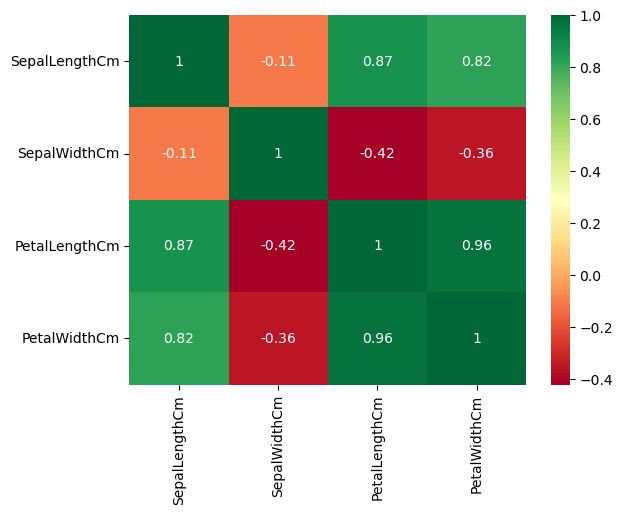 1.0
SepalLengthCm 1 -0.11 0.87 0.82
0.8
0.6
SepalWidthCm -0.11 1 -0.42 -0.36
0.4
0.2
PetalLengthCm 0.87 -0.42 1 0.96
0.0
PetalWidthCm 0.82 -0.36 0.96 1
−0.2
−0.4
SepalLengthCm
SepalWidthCm
PetalLengthCm
PetalWidthCm